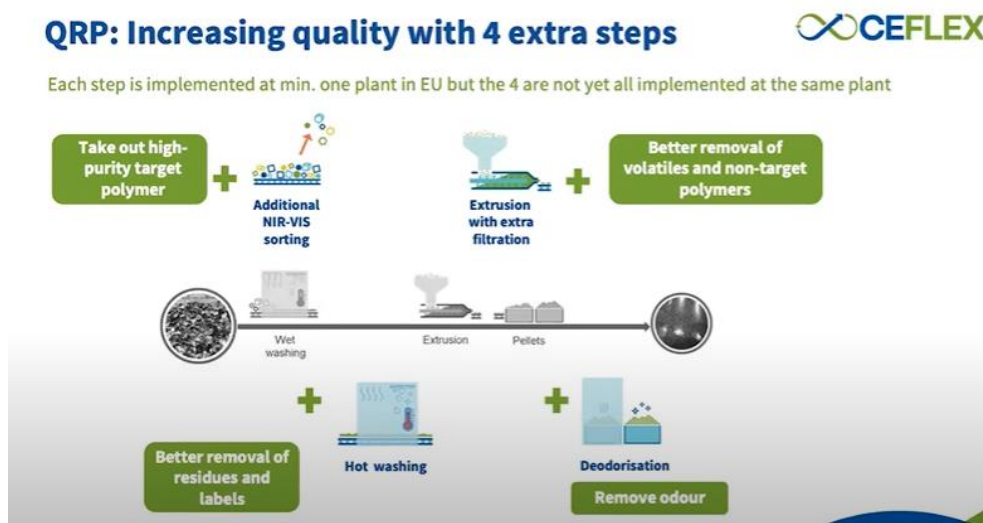 QRP: Increasing quality with 4 extra steps
CEFLEX
Each step is implemented at min. one plant in EU but the 4 are not yet all implemented at the same plant
Take out high-
purity target
polymer
Additional
NIR-VIS
sorting
Extrusion
with extra
filtration
Better removal of
volatiles and non-target
polymers
Wet
washing
Extrusion
Pellets
Better removal of
residues and
labels
Hot washing
Deodorisation
Remove odour